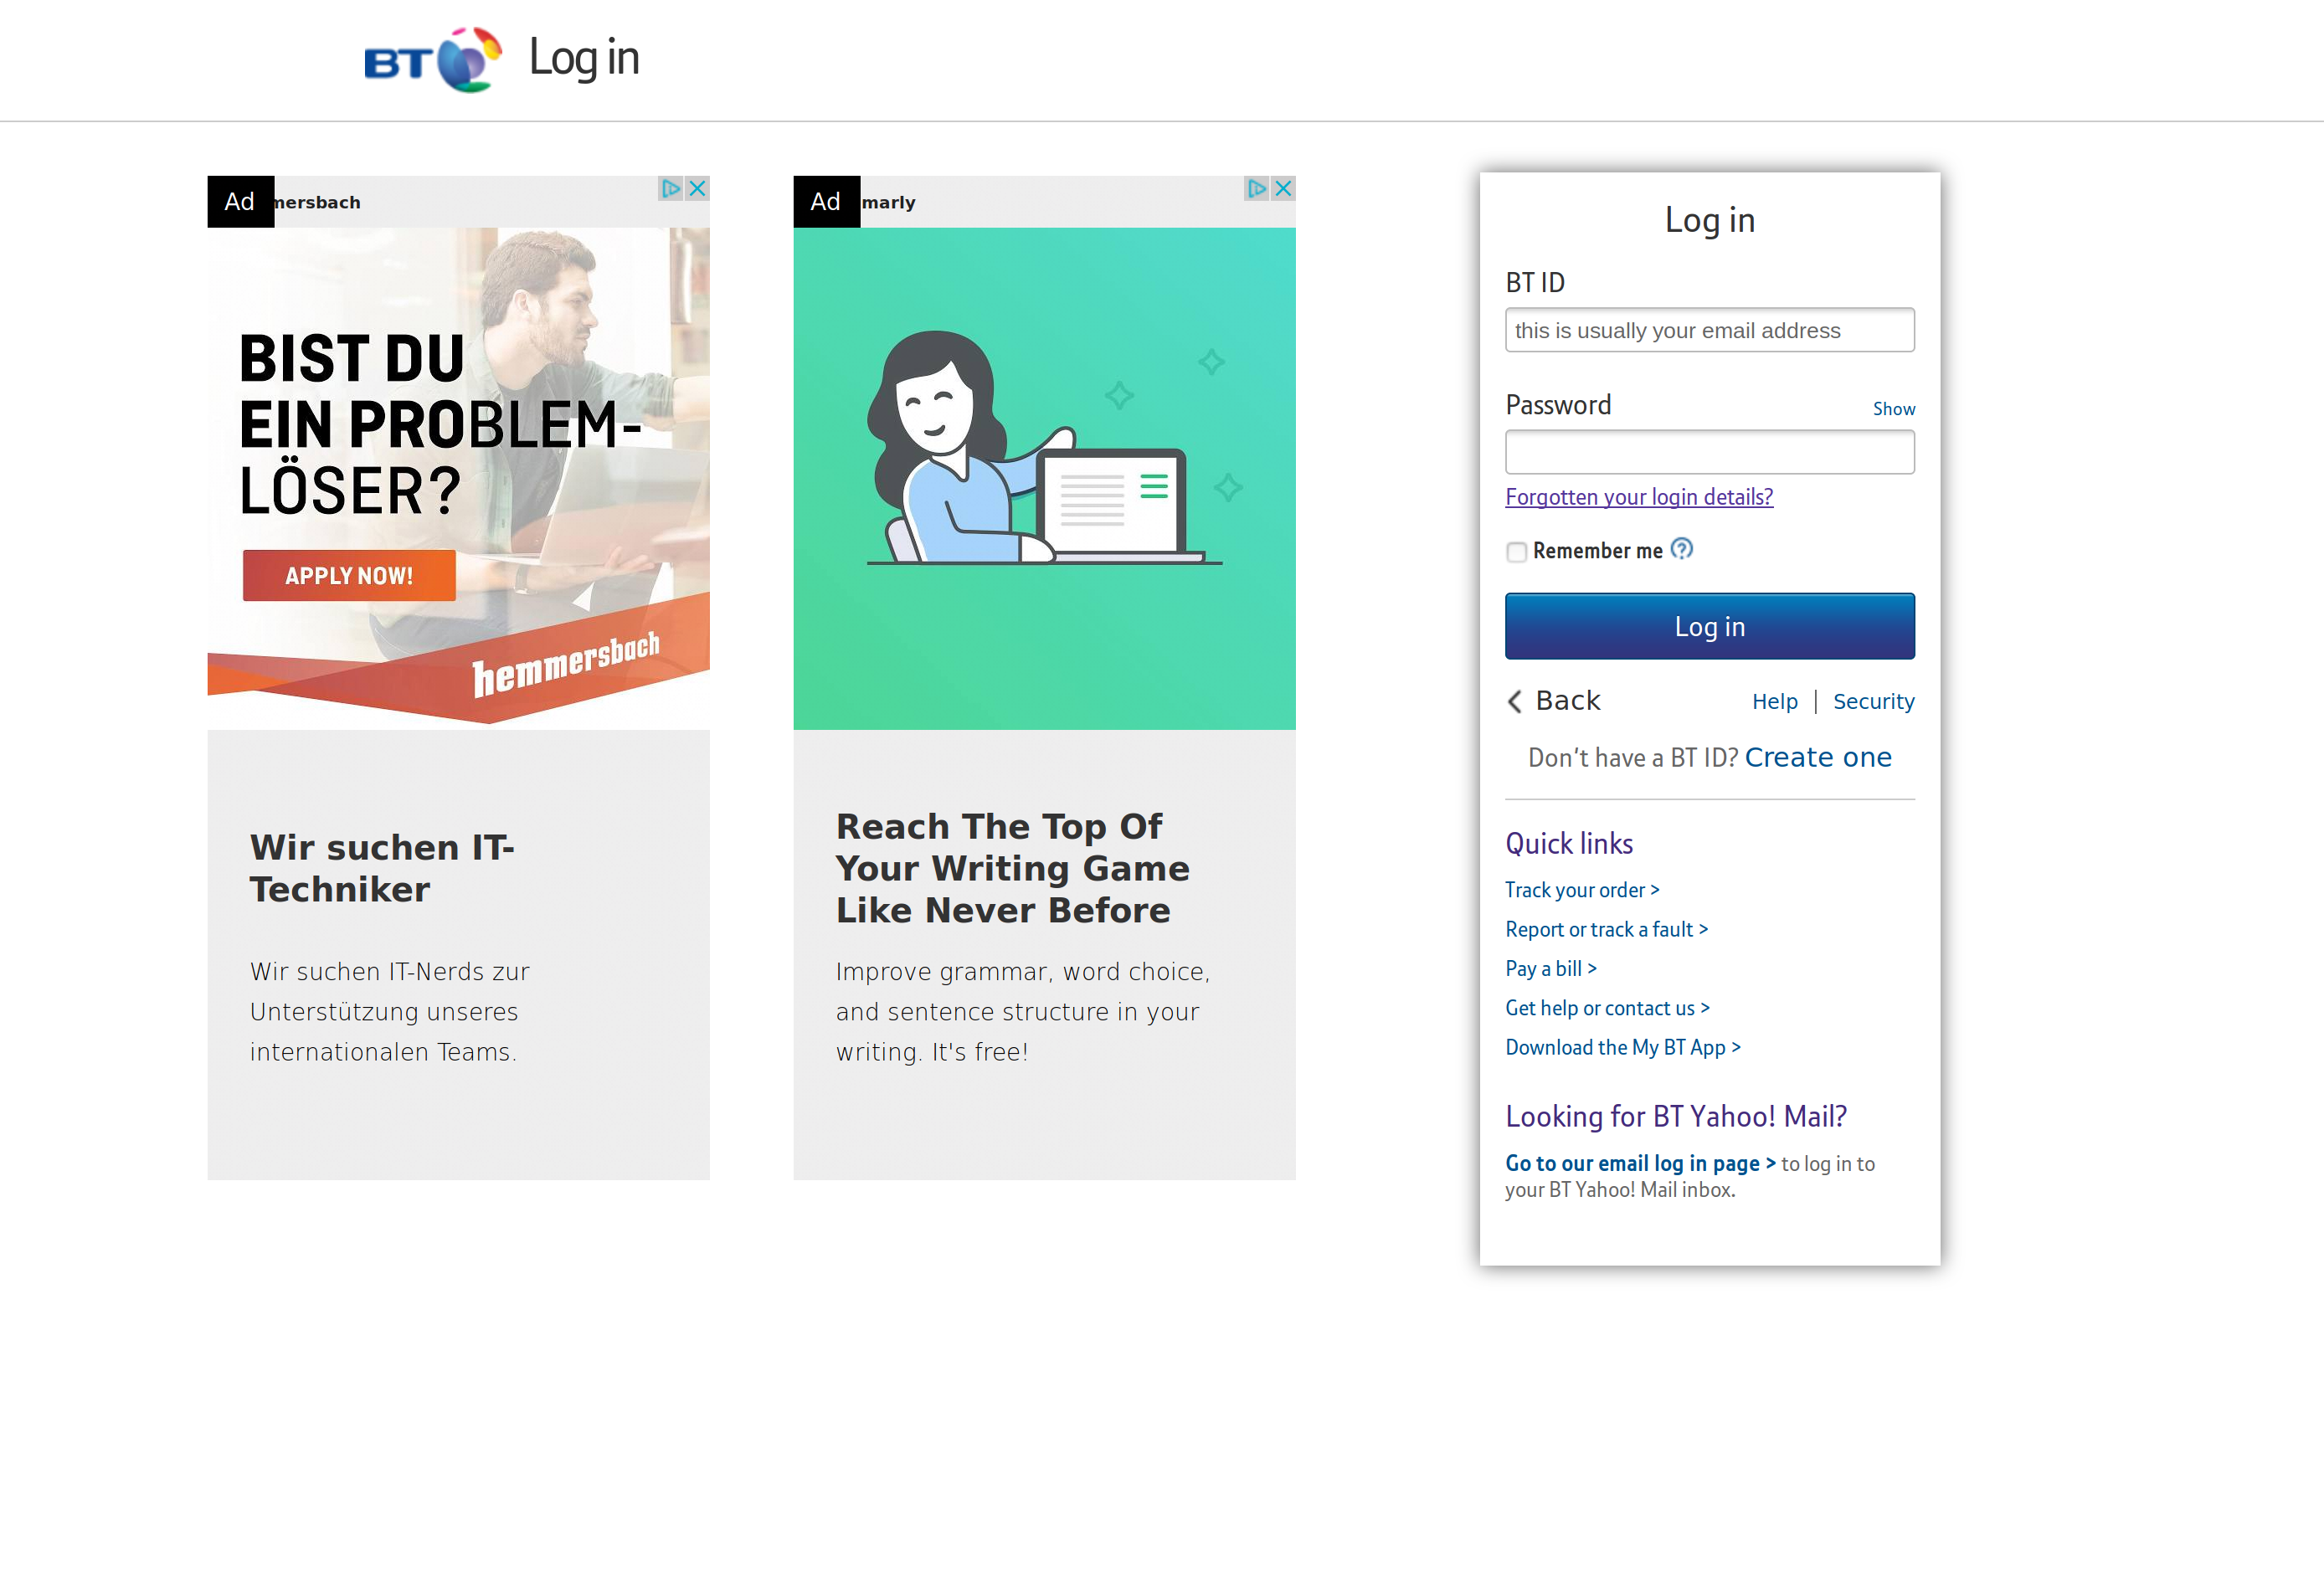 BT Log in
Ad mersbach
BIST DU
EIN PROBLEM-
LÖSER?
APPLY NOW!
hemmersbach
Wir suchen IT-
Techniker
Wir suchen IT-Nerds zur
Unterstützung unseres
internationalen Teams.
Ad marly
Reach The Top Of
Your Writing Game
Like Never Before
Improve grammar, word choice,
and sentence structure in your
writing. It's free!
Log in
BT ID
this is usually your email address
Password Show
Forgotten your login details?
Remember me ?
Log in
Back Help | Security
Don't have a BT ID? Create one
Quick links
Track your order >
Report or track a fault >
Pay a bill >
Get help or contact us >
Download the My BT App >
Looking for BT Yahoo! Mail?
Go to our email log in page > to log in to
your BT Yahoo! Mail inbox.